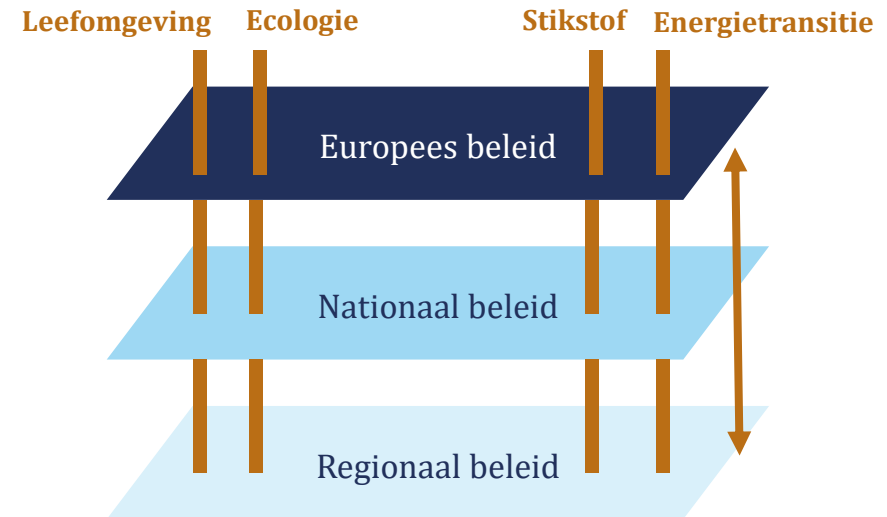 Leefomgeving Ecologie Stikstof Energietransitie
Europees beleid
Nationaal beleid
Regionaal beleid